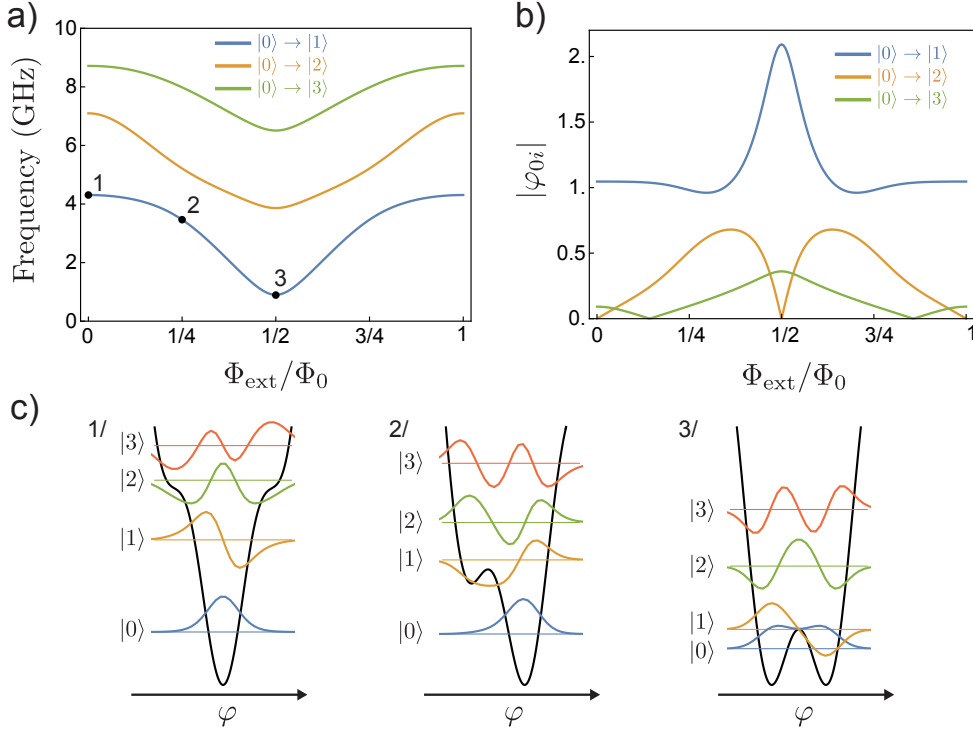 a)
Frequency (GHz)
10
8
6
4
2
0
|0⟩ → |1⟩
|0⟩ → |2⟩
|0⟩ → |3⟩
1
2
3
0
1/4
1/2
3/4
1
Φext/Φ0
b)
|φ0i|
2.
1.5
1.
0.5
0.
|0⟩ → |1⟩
|0⟩ → |2⟩
|0⟩ → |3⟩
0
1/4
1/2
3/4
1
Φext/Φ0
c)
1/
|3⟩
|2⟩
|1⟩
|0⟩
φ
2/
|3⟩
|2⟩
|1⟩
|0⟩
φ
3/
|3⟩
|2⟩
|1⟩
|0⟩
φ